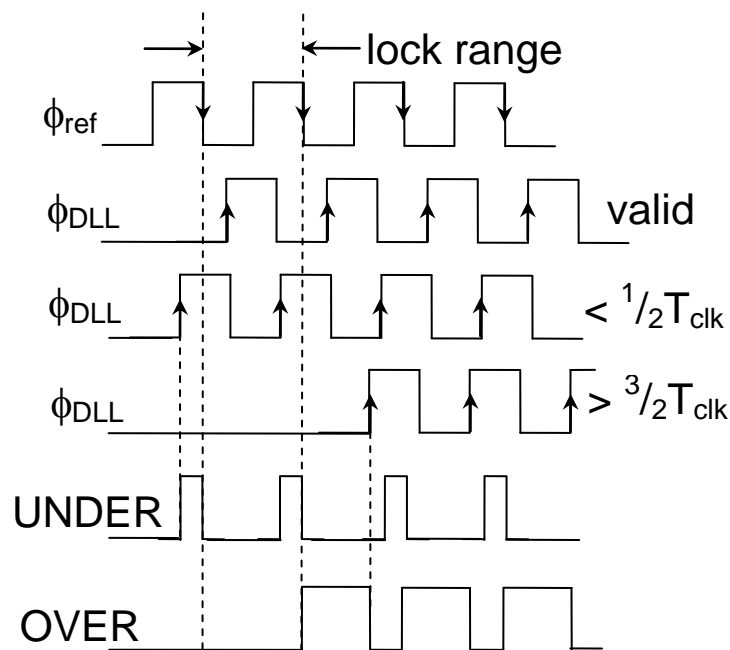 lock range
ϕref
ϕDLL valid
ϕDLL < 1/2Tclk
ϕDLL > 3/2Tclk
UNDER
OVER